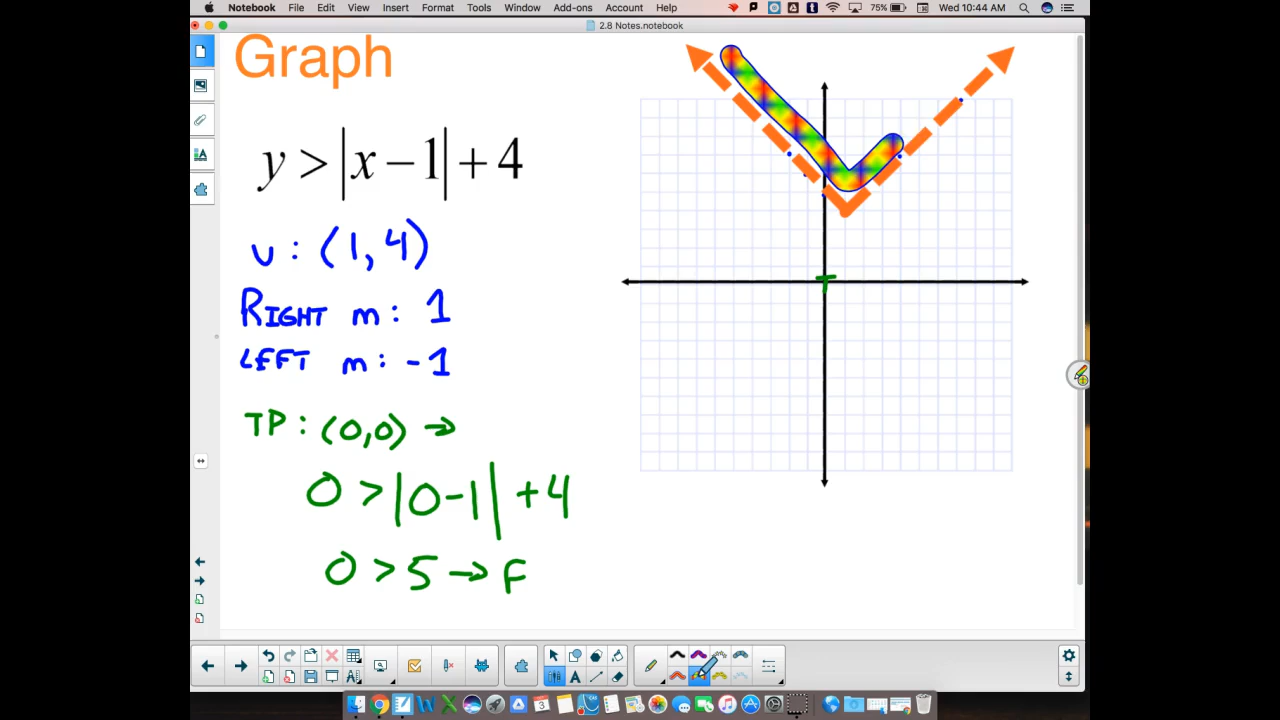 Notebook File Edit View Insert Format Tools Window Add-ons Account Help 75% Wed 10:44 AM
2.8 Notes.notebook
Graph
y > |x − 1| + 4
v : (1, 4)
RIGHT m : 1
LEFT m : -1
TP : (0,0) →
0 > |0-1| + 4
0 > 5 → F